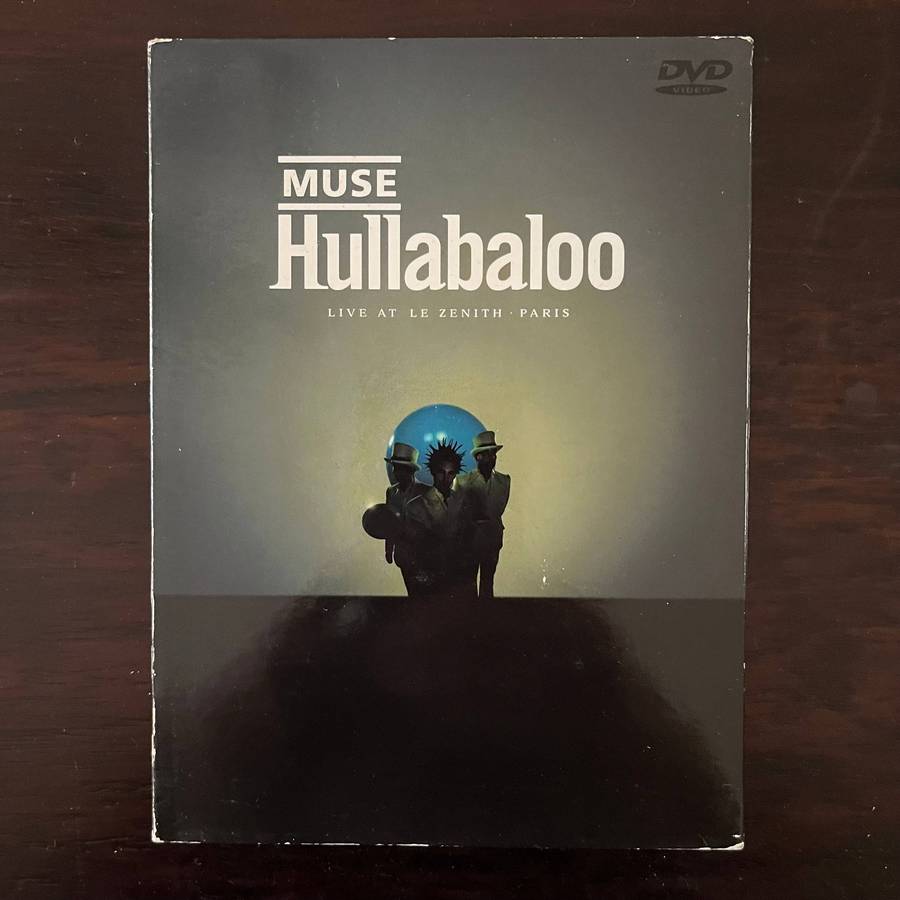 DVD
VIDEO
MUSE
Hullabaloo
LIVE AT LE ZENITH · PARIS